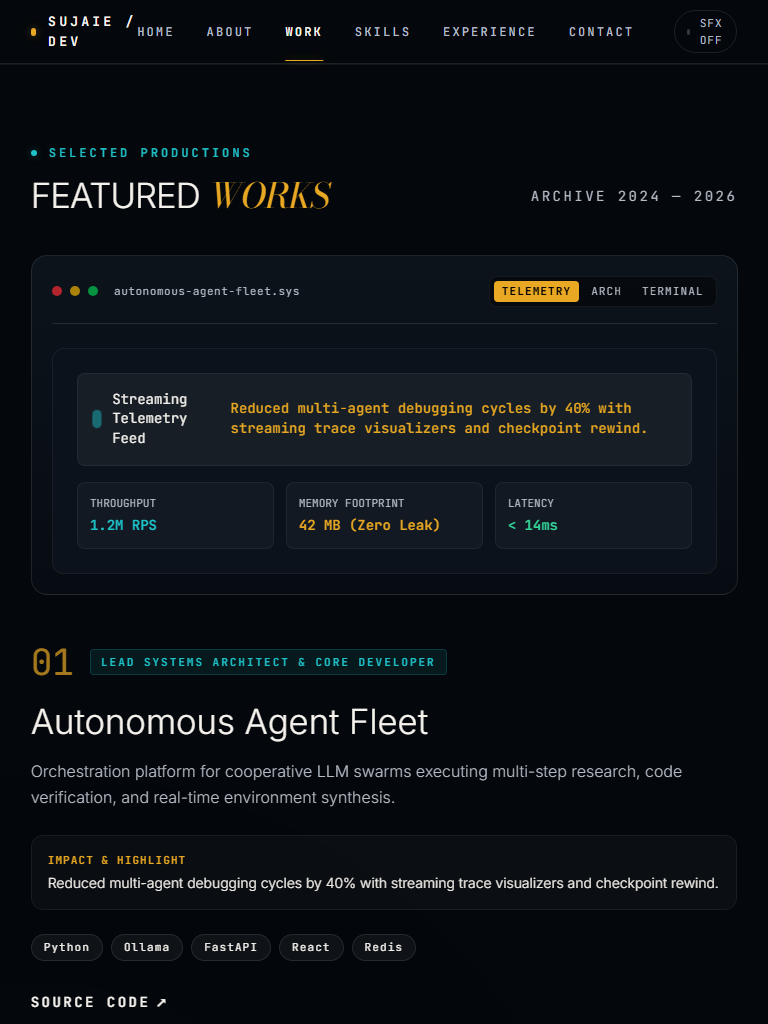 SUJAIE /
DEV
HOME
ABOUT
WORK
SKILLS
EXPERIENCE
CONTACT
SFX
OFF
SELECTED PRODUCTIONS
FEATURED WORKS
ARCHIVE 2024 — 2026
autonomous-agent-fleet.sys
TELEMETRY
ARCH
TERMINAL
Streaming
Telemetry
Feed
Reduced multi-agent debugging cycles by 40% with
streaming trace visualizers and checkpoint rewind.
THROUGHPUT
1.2M RPS
MEMORY FOOTPRINT
42 MB (Zero Leak)
LATENCY
< 14ms
01
LEAD SYSTEMS ARCHITECT & CORE DEVELOPER
Autonomous Agent Fleet
Orchestration platform for cooperative LLM swarms executing multi-step research, code
verification, and real-time environment synthesis.
IMPACT & HIGHLIGHT
Reduced multi-agent debugging cycles by 40% with streaming trace visualizers and checkpoint rewind.
Python
Ollama
FastAPI
React
Redis
SOURCE CODE ↗